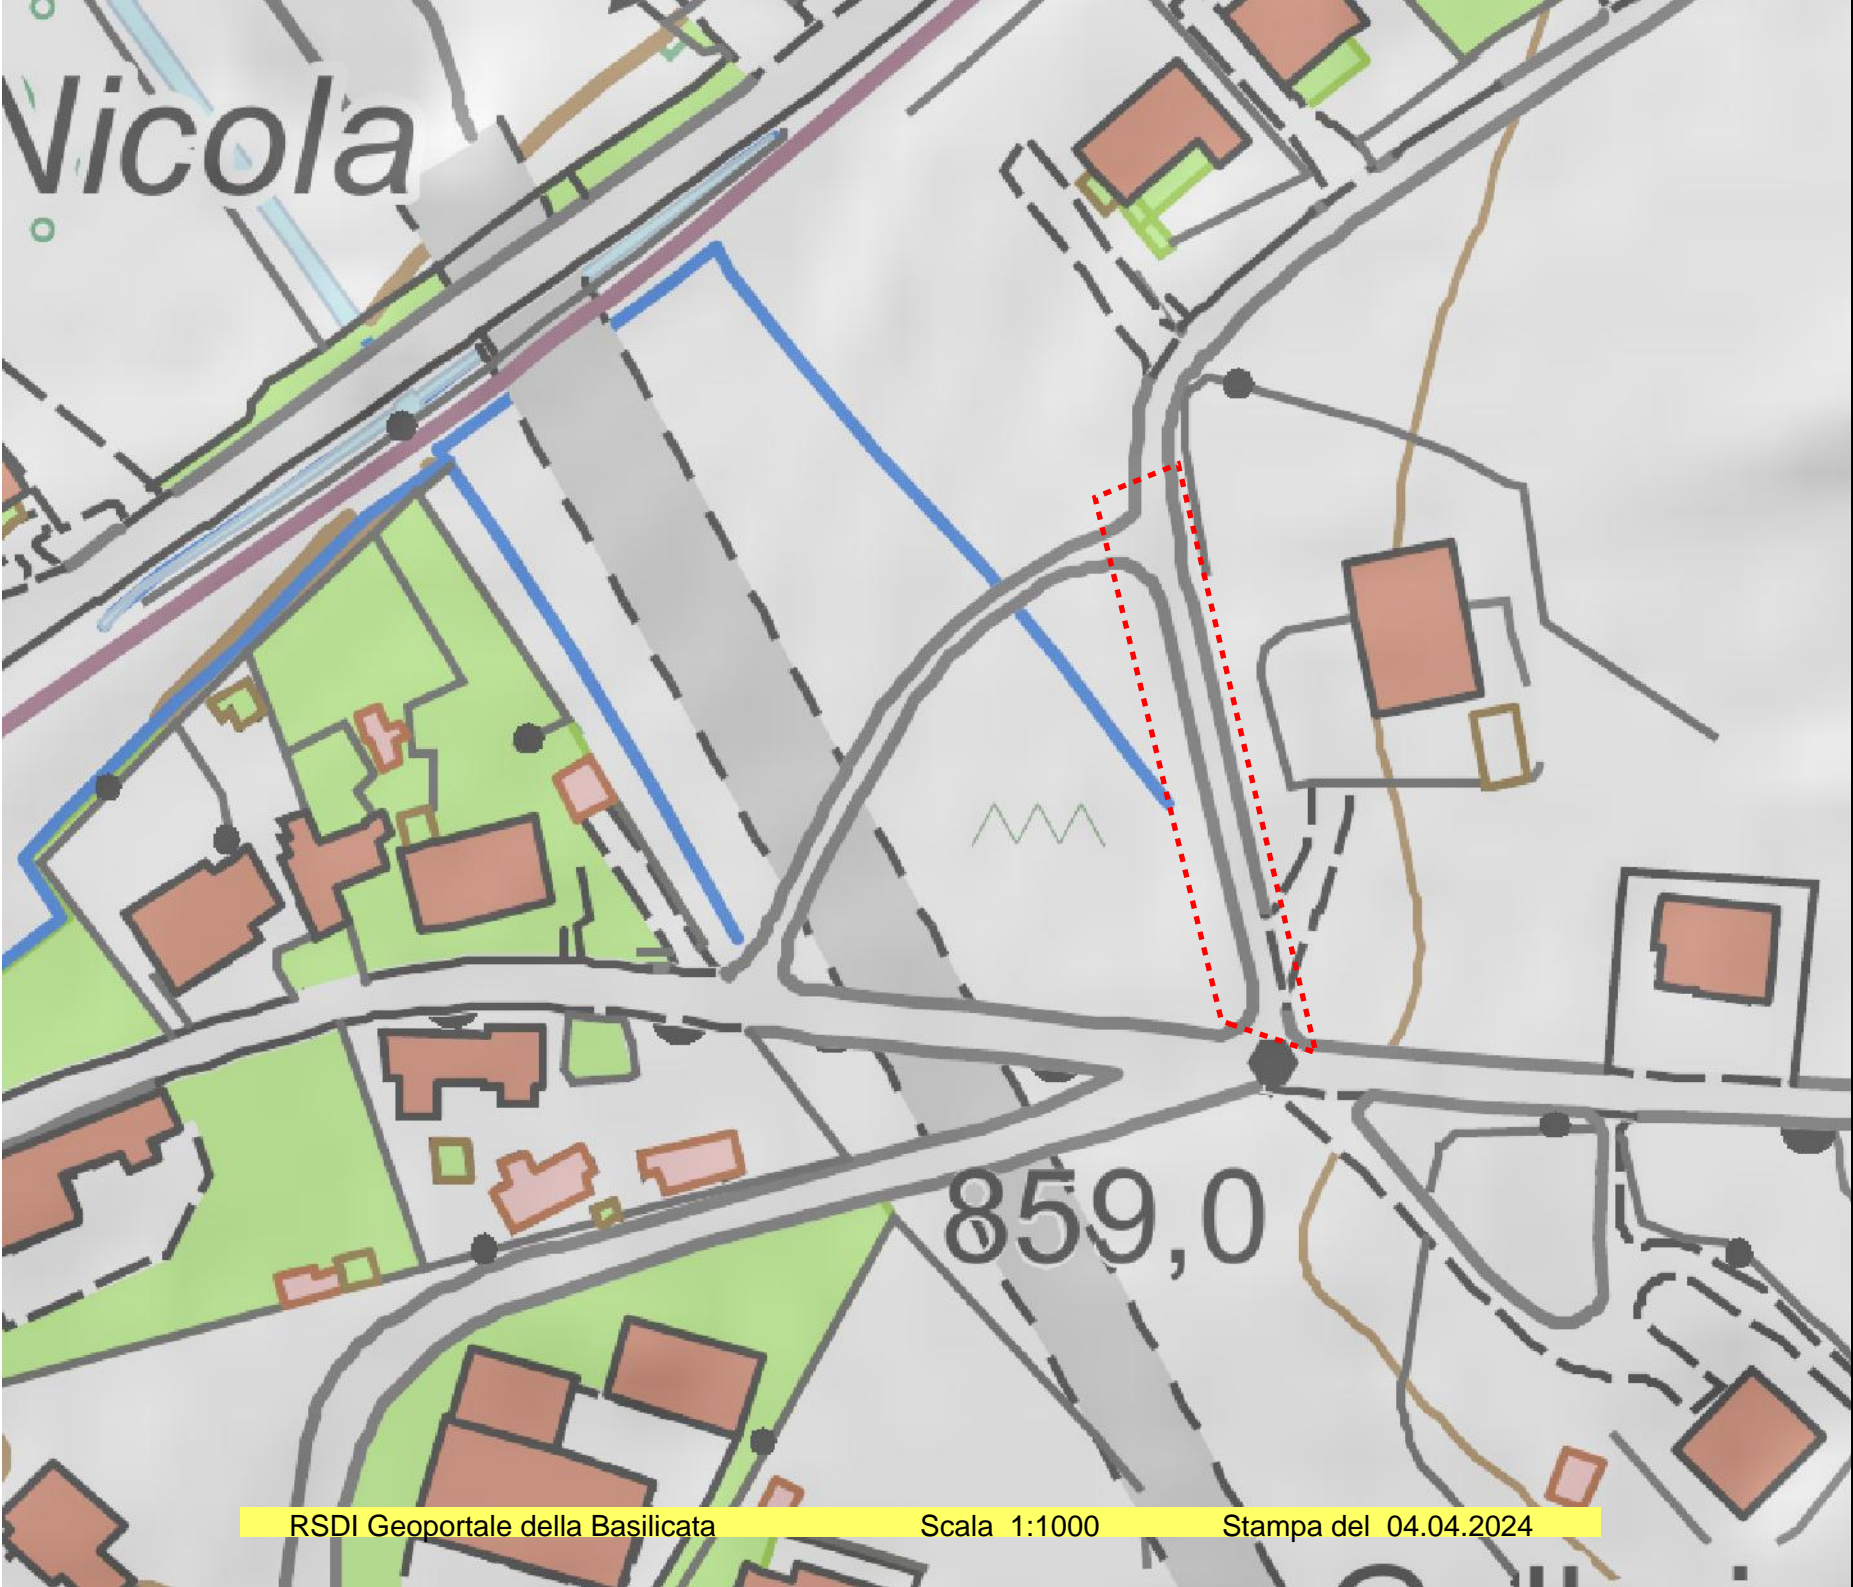 Nicola
859,0
RSDI Geoportale della Basilicata Scala 1:1000 Stampa del 04.04.2024